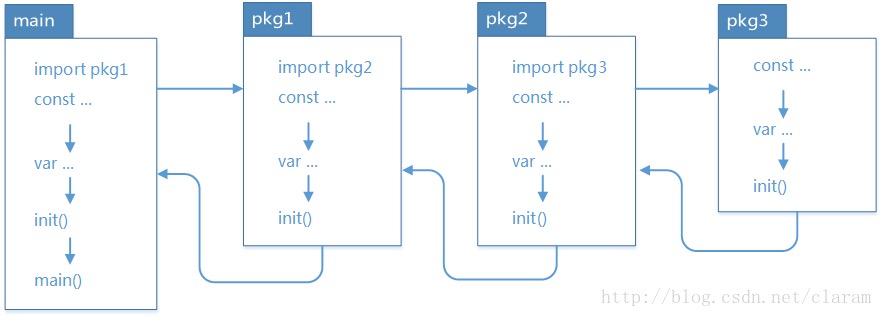 main
import pkg1
const ...
var ...
init()
main()
pkg1
import pkg2
const ...
var ...
init()
pkg2
import pkg3
const ...
var ...
init()
pkg3
const ...
var ...
init()
http://blog.csdn.net/claram